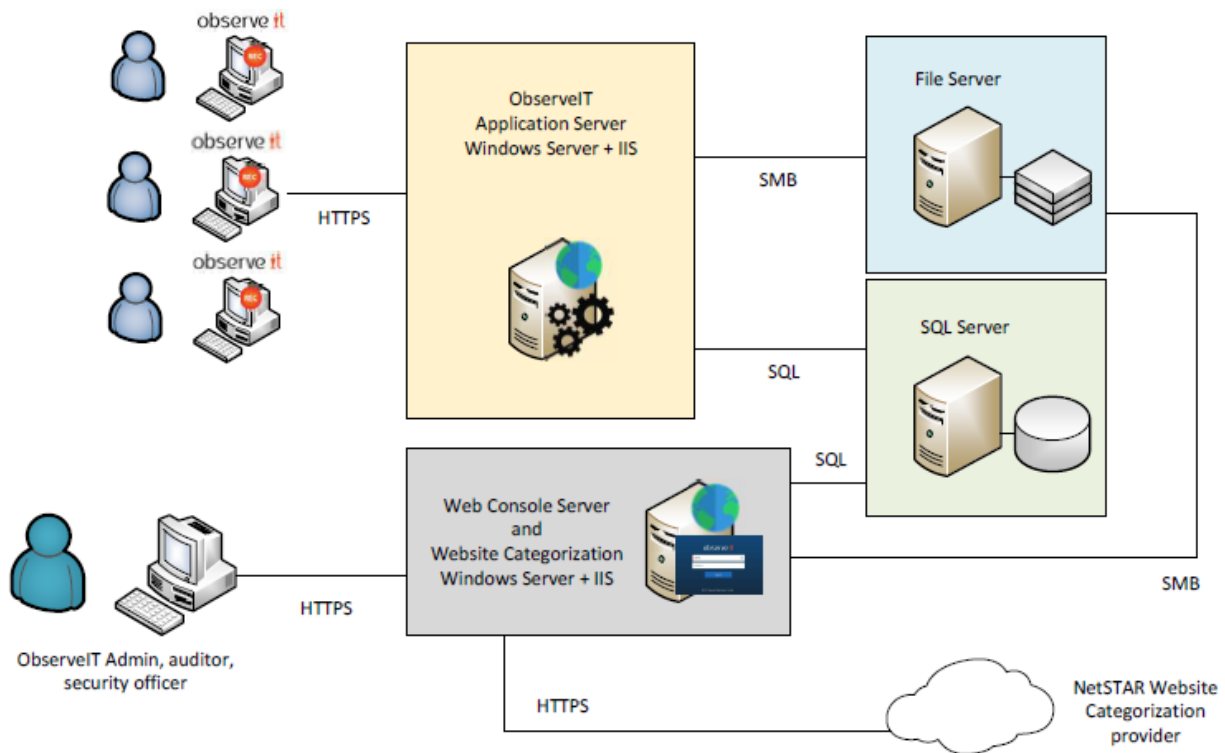 observe it
REC
observe it
REC
observe it
REC
HTTPS
ObserveIT
Application Server
Windows Server + IIS
SMB
File Server
SQL
SQL Server
SQL
Web Console Server
and
Website Categorization
Windows Server + IIS
observe it
SMB
HTTPS
ObserveIT Admin, auditor,
security officer
HTTPS
NetSTAR Website
Categorization
provider